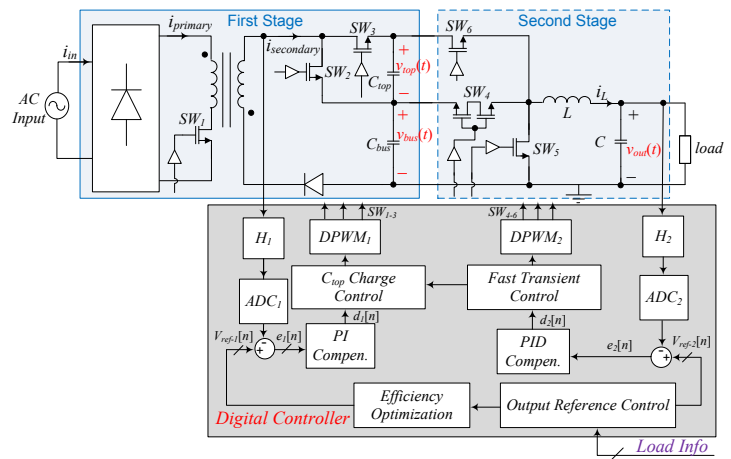 First Stage
Second Stage
i_primary
i_in
AC
Input
SW_1
i_secondary
SW_2
SW_3
C_top
+
v_top(t)
−
C_bus
+
v_bus(t)
−
SW_6
SW_4
SW_5
i_L
L
C
+
v_out(t)
−
load
SW_1-3
SW_4-6
H_1
DPWM_1
DPWM_2
H_2
ADC_1
C_top Charge
Control
Fast Transient
Control
ADC_2
d_1[n]
d_2[n]
V_ref-1[n]
e_1[n]
+
-
PI
Compen.
PID
Compen.
e_2[n]
-
+
V_ref-2[n]
Efficiency
Optimization
Output Reference Control
Digital Controller
Load Info